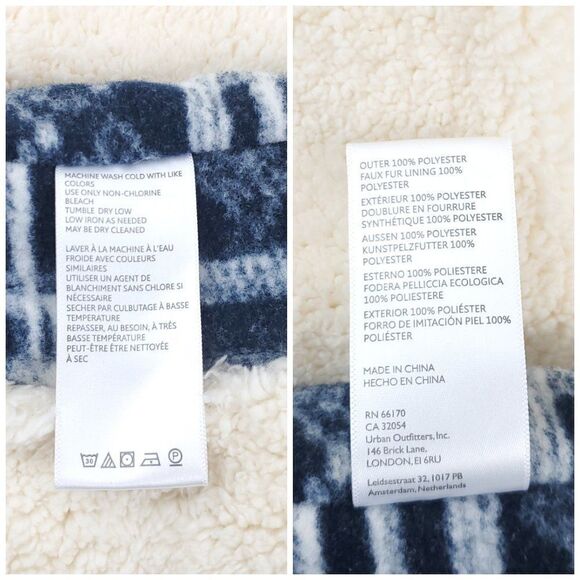 MACHINE WASH COLD WITH LIKE
COLORS
USE ONLY NON-CHLORINE
BLEACH
TUMBLE DRY LOW
LOW IRON AS NEEDED
MAY BE DRY CLEANED
LAVER À LA MACHINE À L'EAU
FROIDE AVEC COULEURS
SIMILAIRES
UTILISER UN AGENT DE
BLANCHIMENT SANS CHLORE SI
NÉCESSAIRE
SECHER PAR CULBUTAGE À BASSE
TEMPERATURE
REPASSER, AU BESOIN, À TRÈS
BASSE TEMPÉRATURE
PEUT-ÊTRE ÊTRE NETTOYÉE
À SEC
30
P
OUTER 100% POLYESTER
FAUX FUR LINING 100%
POLYESTER
EXTÉRIEUR 100% POLYESTER
DOUBLURE EN FOURRURE
SYNTHÉTIQUE 100% POLYESTER
AUSSEN 100% POLYESTER
KUNSTPELZFUTTER 100%
POLYESTER
ESTERNO 100% POLIESTERE
FODERA PELLICCIA ECOLOGICA
100% POLIESTERE
EXTERIOR 100% POLIÉSTER
FORRO DE IMITACIÓN PIEL 100%
POLIÉSTER
MADE IN CHINA
HECHO EN CHINA
RN 66170
CA 32054
Urban Outfitters, Inc.
146 Brick Lane,
LONDON, E1 6RU
Leidsestraat 32, 1017 PB
Amsterdam, Netherlands